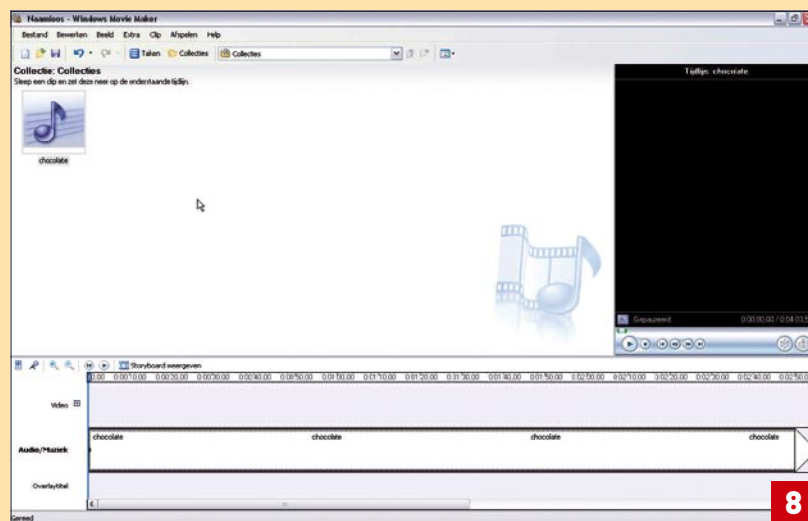 Naamloos - Windows Movie Maker
Bestand Bewerken Beeld Extra Clip Afspelen Help
Taken Collecties Collecties
Collectie: Collecties
Sleep een clip en zet deze neer op de onderstaande tijdlijn.
chocolate
Tijdlijn: chocolate
Gepauzeerd
Storyboard weergeven
Video
chocolate chocolate chocolate chocolate
Audio/Muziek
Overlaytitel
Gereed
8